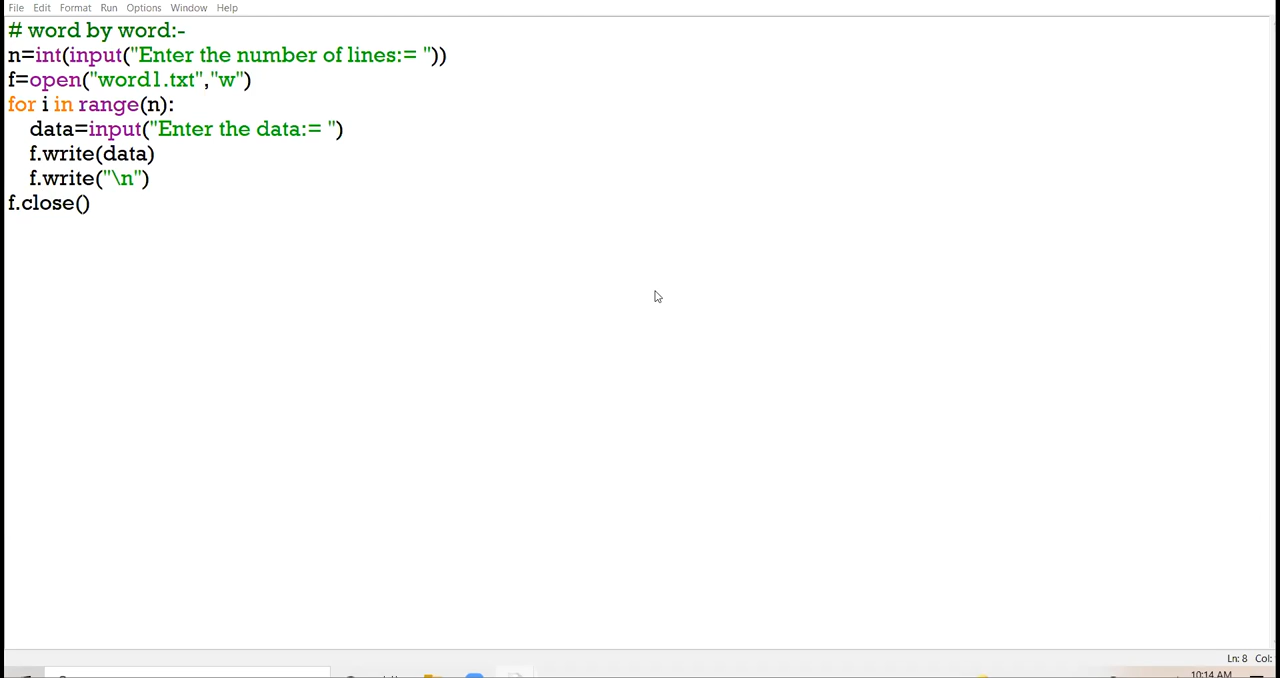 File Edit Format Run Options Window Help
# word by word:-
n=int(input("Enter the number of lines:= "))
f=open("word1.txt","w")
for i in range(n):
    data=input("Enter the data:= ")
    f.write(data)
    f.write("\n")
f.close()
Ln: 8 Col:
10:14 AM